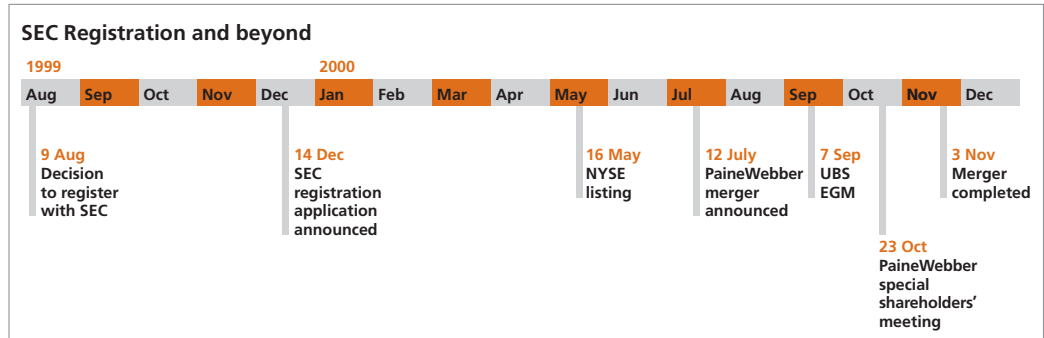 SEC Registration and beyond
1999 2000
Aug Sep Oct Nov Dec Jan Feb Mar Apr May Jun Jul Aug Sep Oct Nov Dec
9 Aug
Decision
to register
with SEC
14 Dec
SEC
registration
application
announced
16 May
NYSE
listing
12 July
PaineWebber
merger
announced
7 Sep
UBS
EGM
3 Nov
Merger
completed
23 Oct
PaineWebber
special
shareholders’
meeting